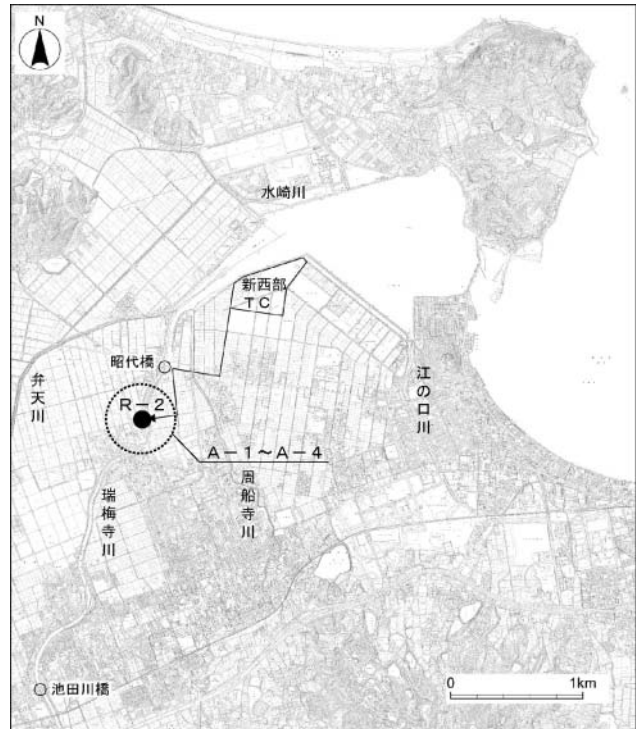 N
水崎川
新西部
TC
昭代橋
弁天川
R-2
江の口川
A-1～A-4
瑞梅寺川
周船寺川
池田川橋
0 1km